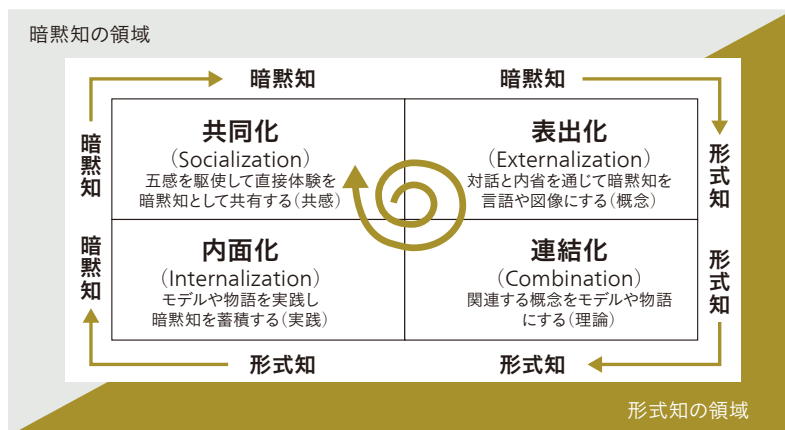 暗黙知の領域
暗黙知
暗黙知
暗黙知
共同化
(Socialization)
五感を駆使して直接体験を
暗黙知として共有する(共感)
表出化
(Externalization)
対話と内省を通じて暗黙知を
言語や図像にする(概念)
形式知
暗黙知
内面化
(Internalization)
モデルや物語を実践し
暗黙知を蓄積する(実践)
連結化
(Combination)
関連する概念をモデルや物語
にする(理論)
形式知
形式知
形式知
形式知の領域